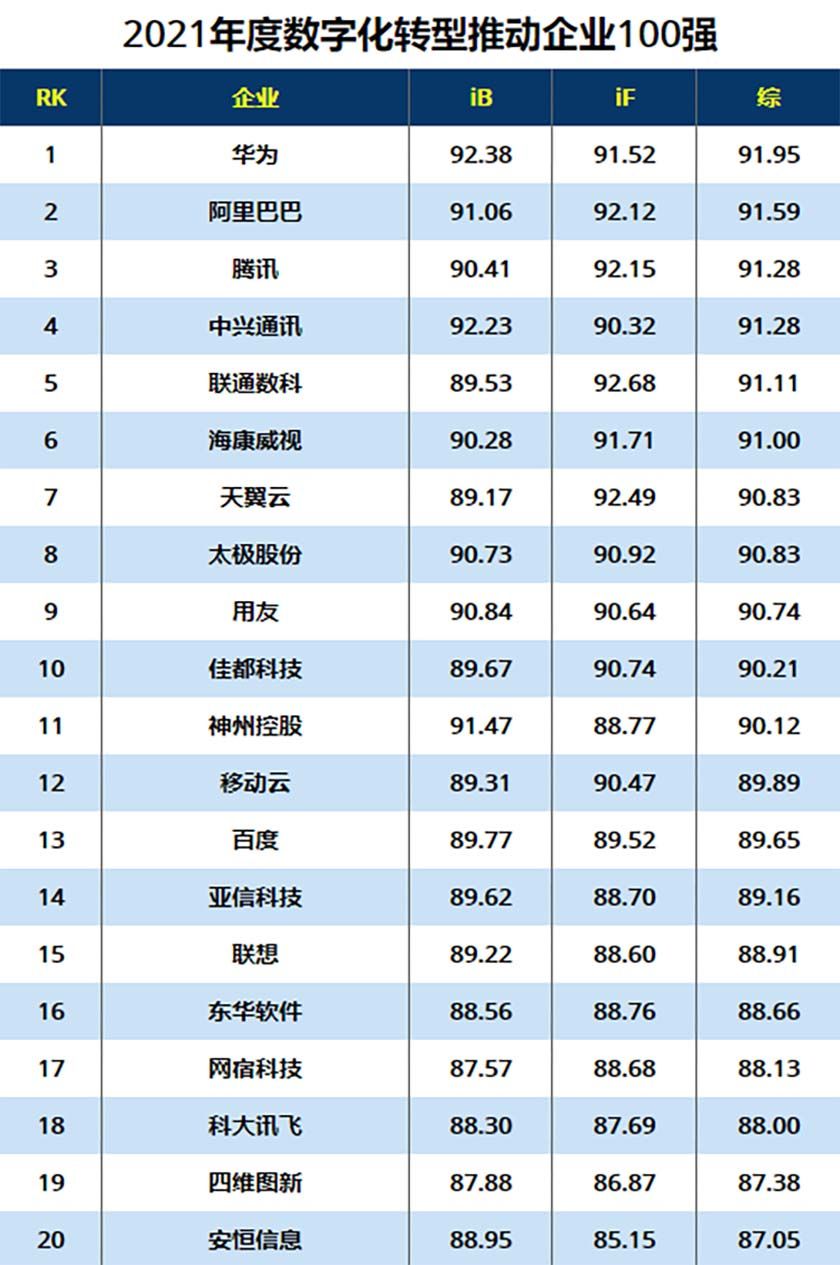 2021年度数字化转型推动企业100强
RK 企业 iB iF 综
1 华为 92.38 91.52 91.95
2 阿里巴巴 91.06 92.12 91.59
3 腾讯 90.41 92.15 91.28
4 中兴通讯 92.23 90.32 91.28
5 联通数科 89.53 92.68 91.11
6 海康威视 90.28 91.71 91.00
7 天翼云 89.17 92.49 90.83
8 太极股份 90.73 90.92 90.83
9 用友 90.84 90.64 90.74
10 佳都科技 89.67 90.74 90.21
11 神州控股 91.47 88.77 90.12
12 移动云 89.31 90.47 89.89
13 百度 89.77 89.52 89.65
14 亚信科技 89.62 88.70 89.16
15 联想 89.22 88.60 88.91
16 东华软件 88.56 88.76 88.66
17 网宿科技 87.57 88.68 88.13
18 科大讯飞 88.30 87.69 88.00
19 四维图新 87.88 86.87 87.38
20 安恒信息 88.95 85.15 87.05